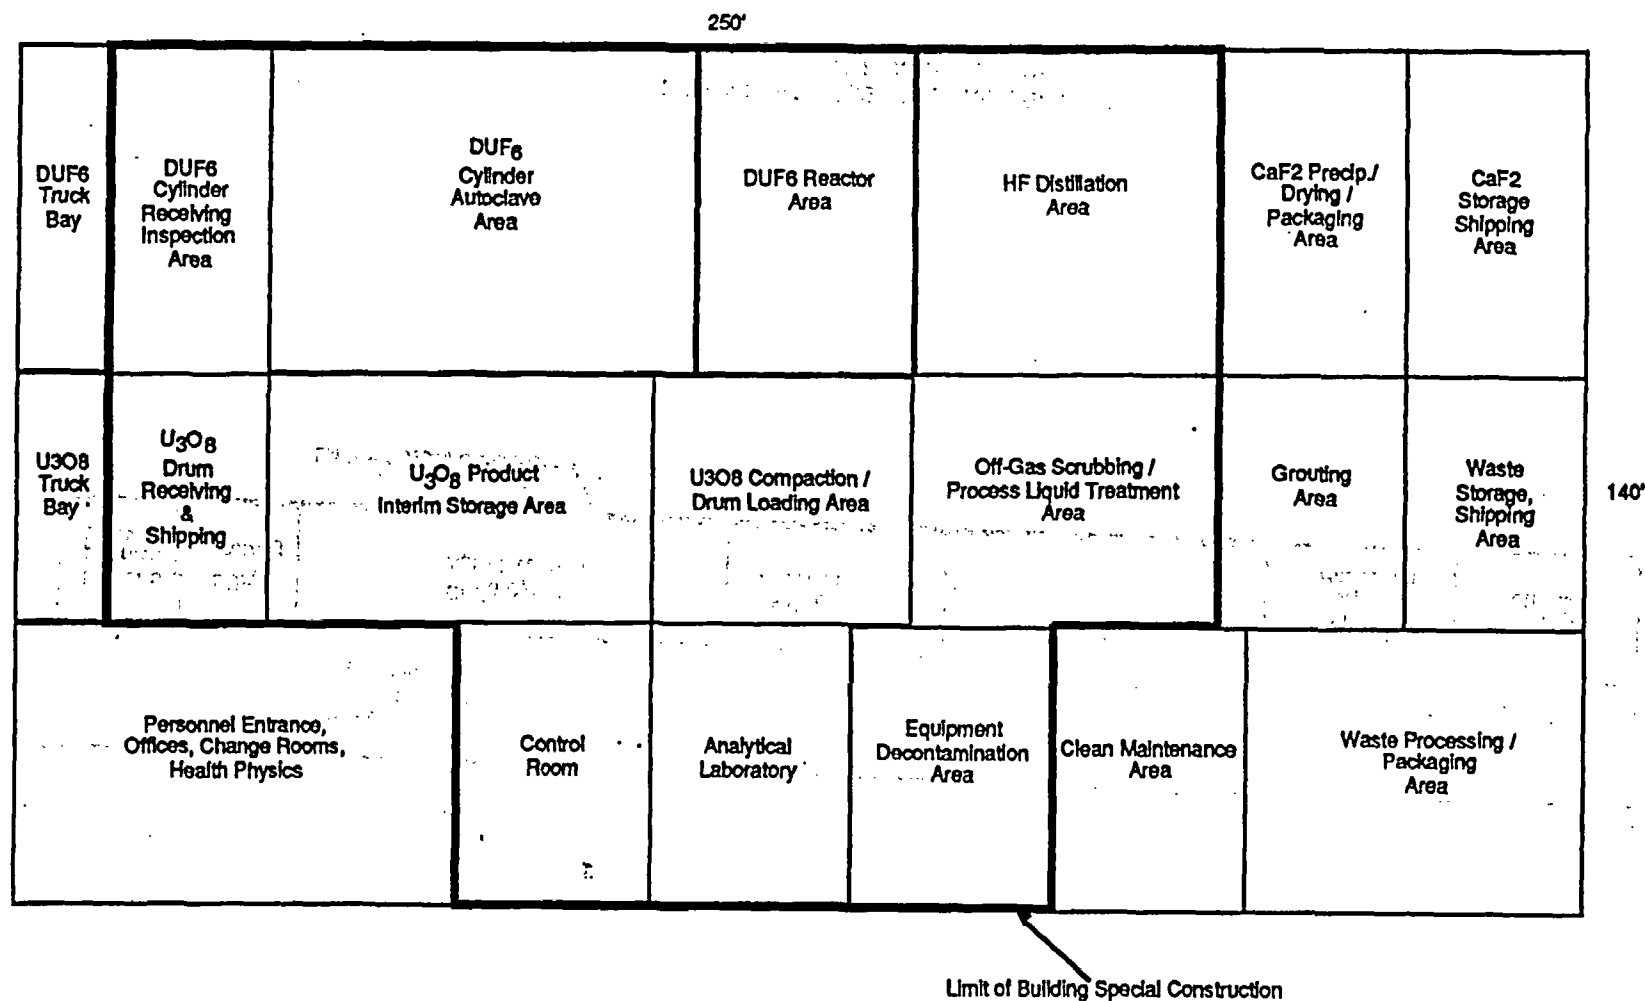 250'
DUF6
Truck
Bay
DUF6
Cylinder
Receiving
Inspection
Area
DUF6
Cylinder
Autoclave
Area
DUF6 Reactor
Area
HF Distillation
Area
CaF2 Precip./
Drying /
Packaging
Area
CaF2
Storage
Shipping
Area
U3O8
Truck
Bay
U3O8
Drum
Receiving
&
Shipping
U3O8 Product
Interim Storage Area
U3O8 Compaction /
Drum Loading Area
Off-Gas Scrubbing /
Process Liquid Treatment
Area
Grouting
Area
Waste
Storage,
Shipping
Area
140'
Personnel Entrance,
Offices, Change Rooms,
Health Physics
Control
Room
Analytical
Laboratory
Equipment
Decontamination
Area
Clean Maintenance
Area
Waste Processing /
Packaging
Area
Limit of Building Special Construction